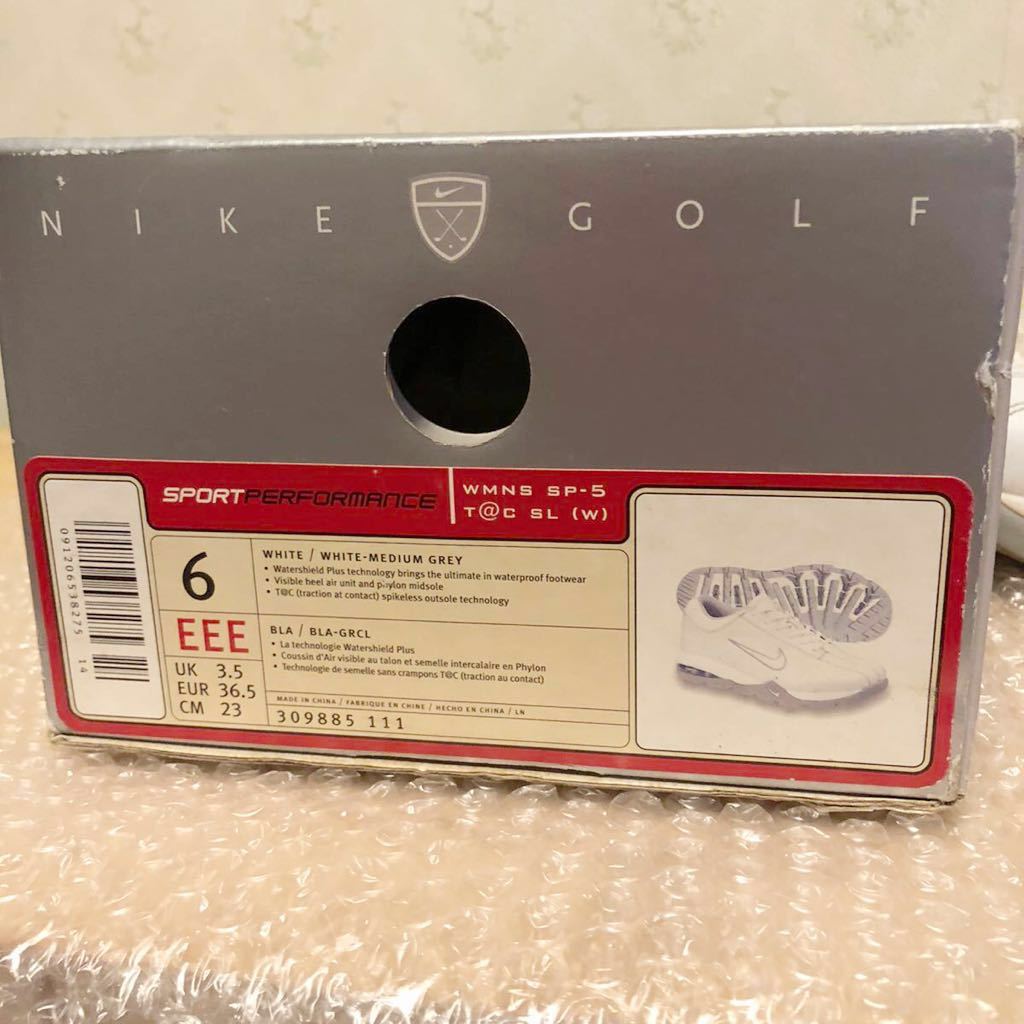 NIKE GOLF
SPORTPERFORMANCE
WMNS SP-5
T@C SL (W)
6
EEE
UK 3.5
EUR 36.5
CM 23
WHITE / WHITE-MEDIUM GREY
• Watershield Plus technology brings the ultimate in waterproof footwear
• Visible heel air unit and phylon midsole
• T@C (traction at contact) spikeless outsole technology
BLA / BLA-GRCL
• La technologie Watershield Plus
• Coussin d'Air visible au talon et semelle intercalaire en Phylon
• Technologie de semelle sans crampons T@C (traction au contact)
MADE IN CHINA / FABRIQUE EN CHINE / HECHO EN CHINA / LN
309885 111
091206538275 14